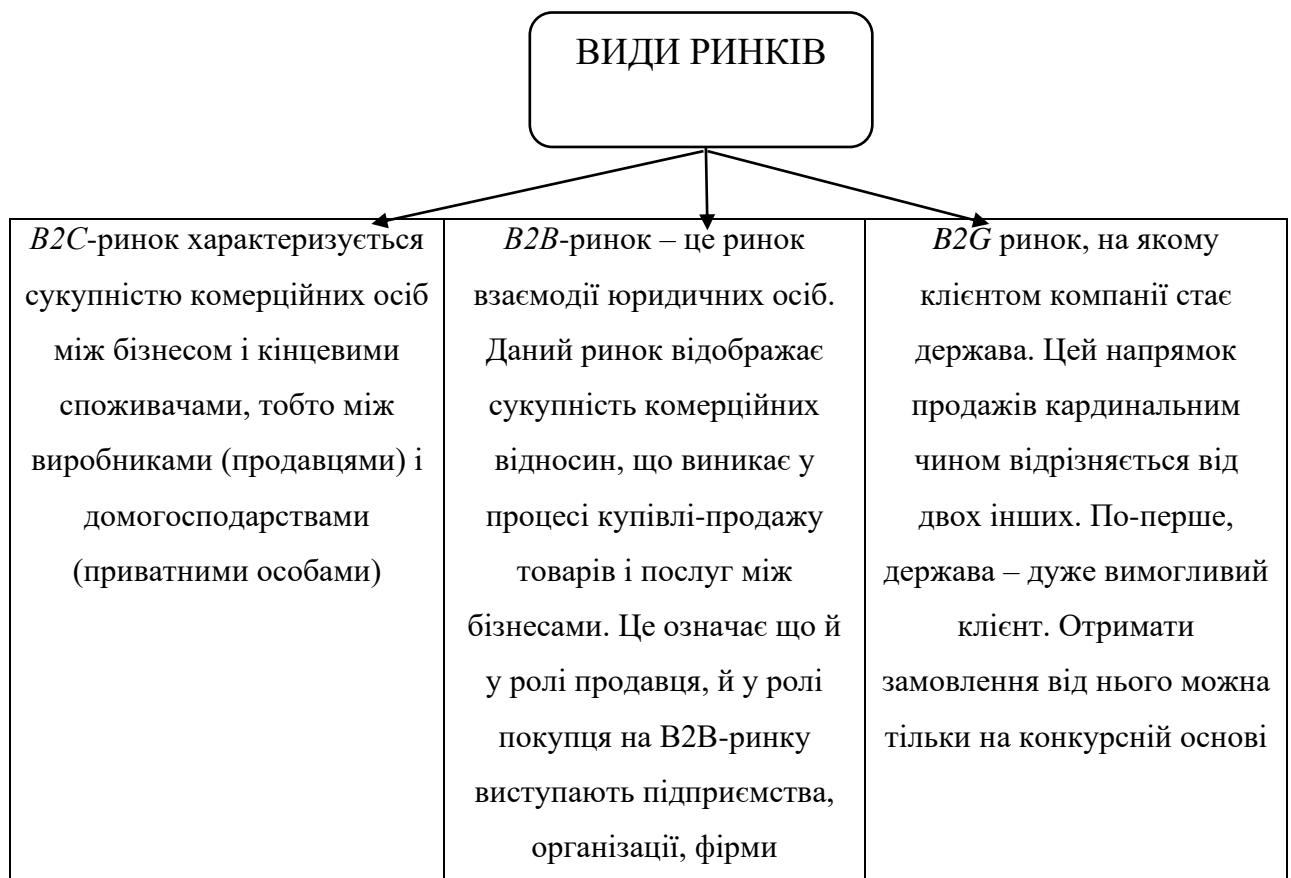 ВИДИ РИНКІВ
B2C-ринок характеризується
сукупністю комерційних осіб
між бізнесом і кінцевими
споживачами, тобто між
виробниками (продавцями) і
домогосподарствами
(приватними особами)
B2B-ринок – це ринок
взаємодії юридичних осіб.
Даний ринок відображає
сукупність комерційних
відносин, що виникає у
процесі купівлі-продажу
товарів і послуг між
бізнесами. Це означає що й
у ролі продавця, й у ролі
покупця на B2B-ринку
виступають підприємства,
організації, фірми
B2G ринок, на якому
клієнтом компанії стає
держава. Цей напрямок
продажів кардинальним
чином відрізняється від
двох інших. По-перше,
держава – дуже вимогливий
клієнт. Отримати
замовлення від нього можна
тільки на конкурсній основі